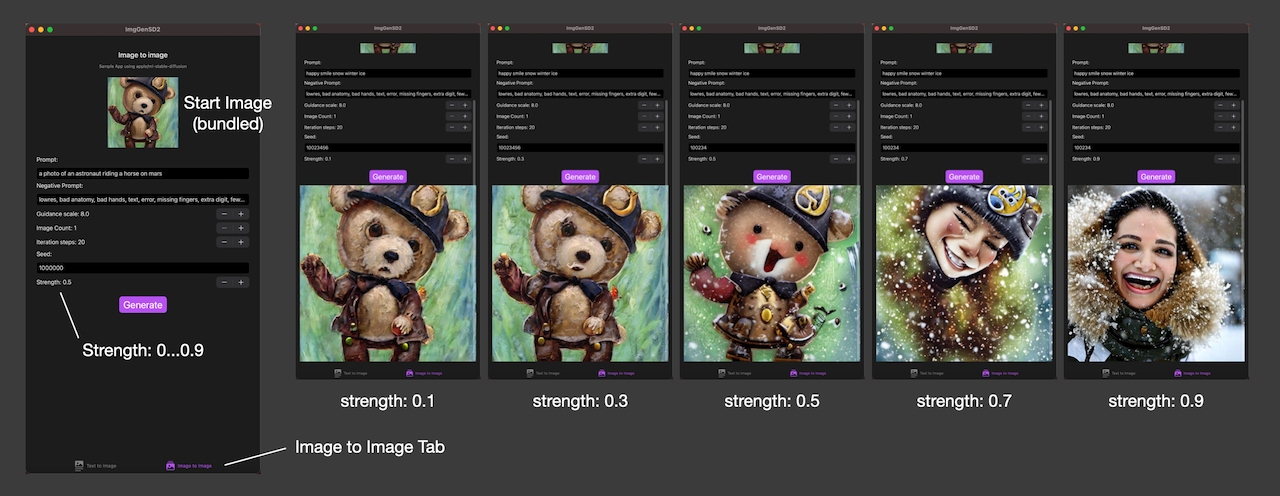 ImgGenSD2
Image to image
Sample App using apple/ml-stable-diffusion
Start Image
(bundled)
Prompt:
a photo of an astronaut riding a horse on mars
Negative Prompt:
lowres, bad anatomy, bad hands, text, error, missing fingers, extra digit, few...
Guidance scale: 8.0
Image Count: 1
Iteration steps: 20
Seed:
1000000
Strength: 0.5
Generate
Strength: 0...0.9
Text to image
Image to image
Image to Image Tab
ImgGenSD2
Prompt:
happy smile snow winter ice
Negative Prompt:
lowres, bad anatomy, bad hands, text, error, missing fingers, extra digit, few...
Guidance scale: 8.0
Image Count: 1
Iteration steps: 20
Seed:
10023456
Strength: 0.1
Generate
Text to image
Image to image
strength: 0.1
ImgGenSD2
Prompt:
happy smile snow winter ice
Negative Prompt:
lowres, bad anatomy, bad hands, text, error, missing fingers, extra digit, few...
Guidance scale: 8.0
Image Count: 1
Iteration steps: 20
Seed:
10023456
Strength: 0.3
Generate
Text to image
Image to image
strength: 0.3
ImgGenSD2
Prompt:
happy smile snow winter ice
Negative Prompt:
lowres, bad anatomy, bad hands, text, error, missing fingers, extra digit, few...
Guidance scale: 8.0
Image Count: 1
Iteration steps: 20
Seed:
100234
Strength: 0.5
Generate
Text to image
Image to image
strength: 0.5
ImgGenSD2
Prompt:
happy smile snow winter ice
Negative Prompt:
lowres, bad anatomy, bad hands, text, error, missing fingers, extra digit, few...
Guidance scale: 8.0
Image Count: 1
Iteration steps: 20
Seed:
100234
Strength: 0.7
Generate
Text to image
Image to image
strength: 0.7
ImgGenSD2
Prompt:
happy smile snow winter ice
Negative Prompt:
lowres, bad anatomy, bad hands, text, error, missing fingers, extra digit, few...
Guidance scale: 8.0
Image Count: 1
Iteration steps: 20
Seed:
100234
Strength: 0.9
Generate
Text to image
Image to image
strength: 0.9